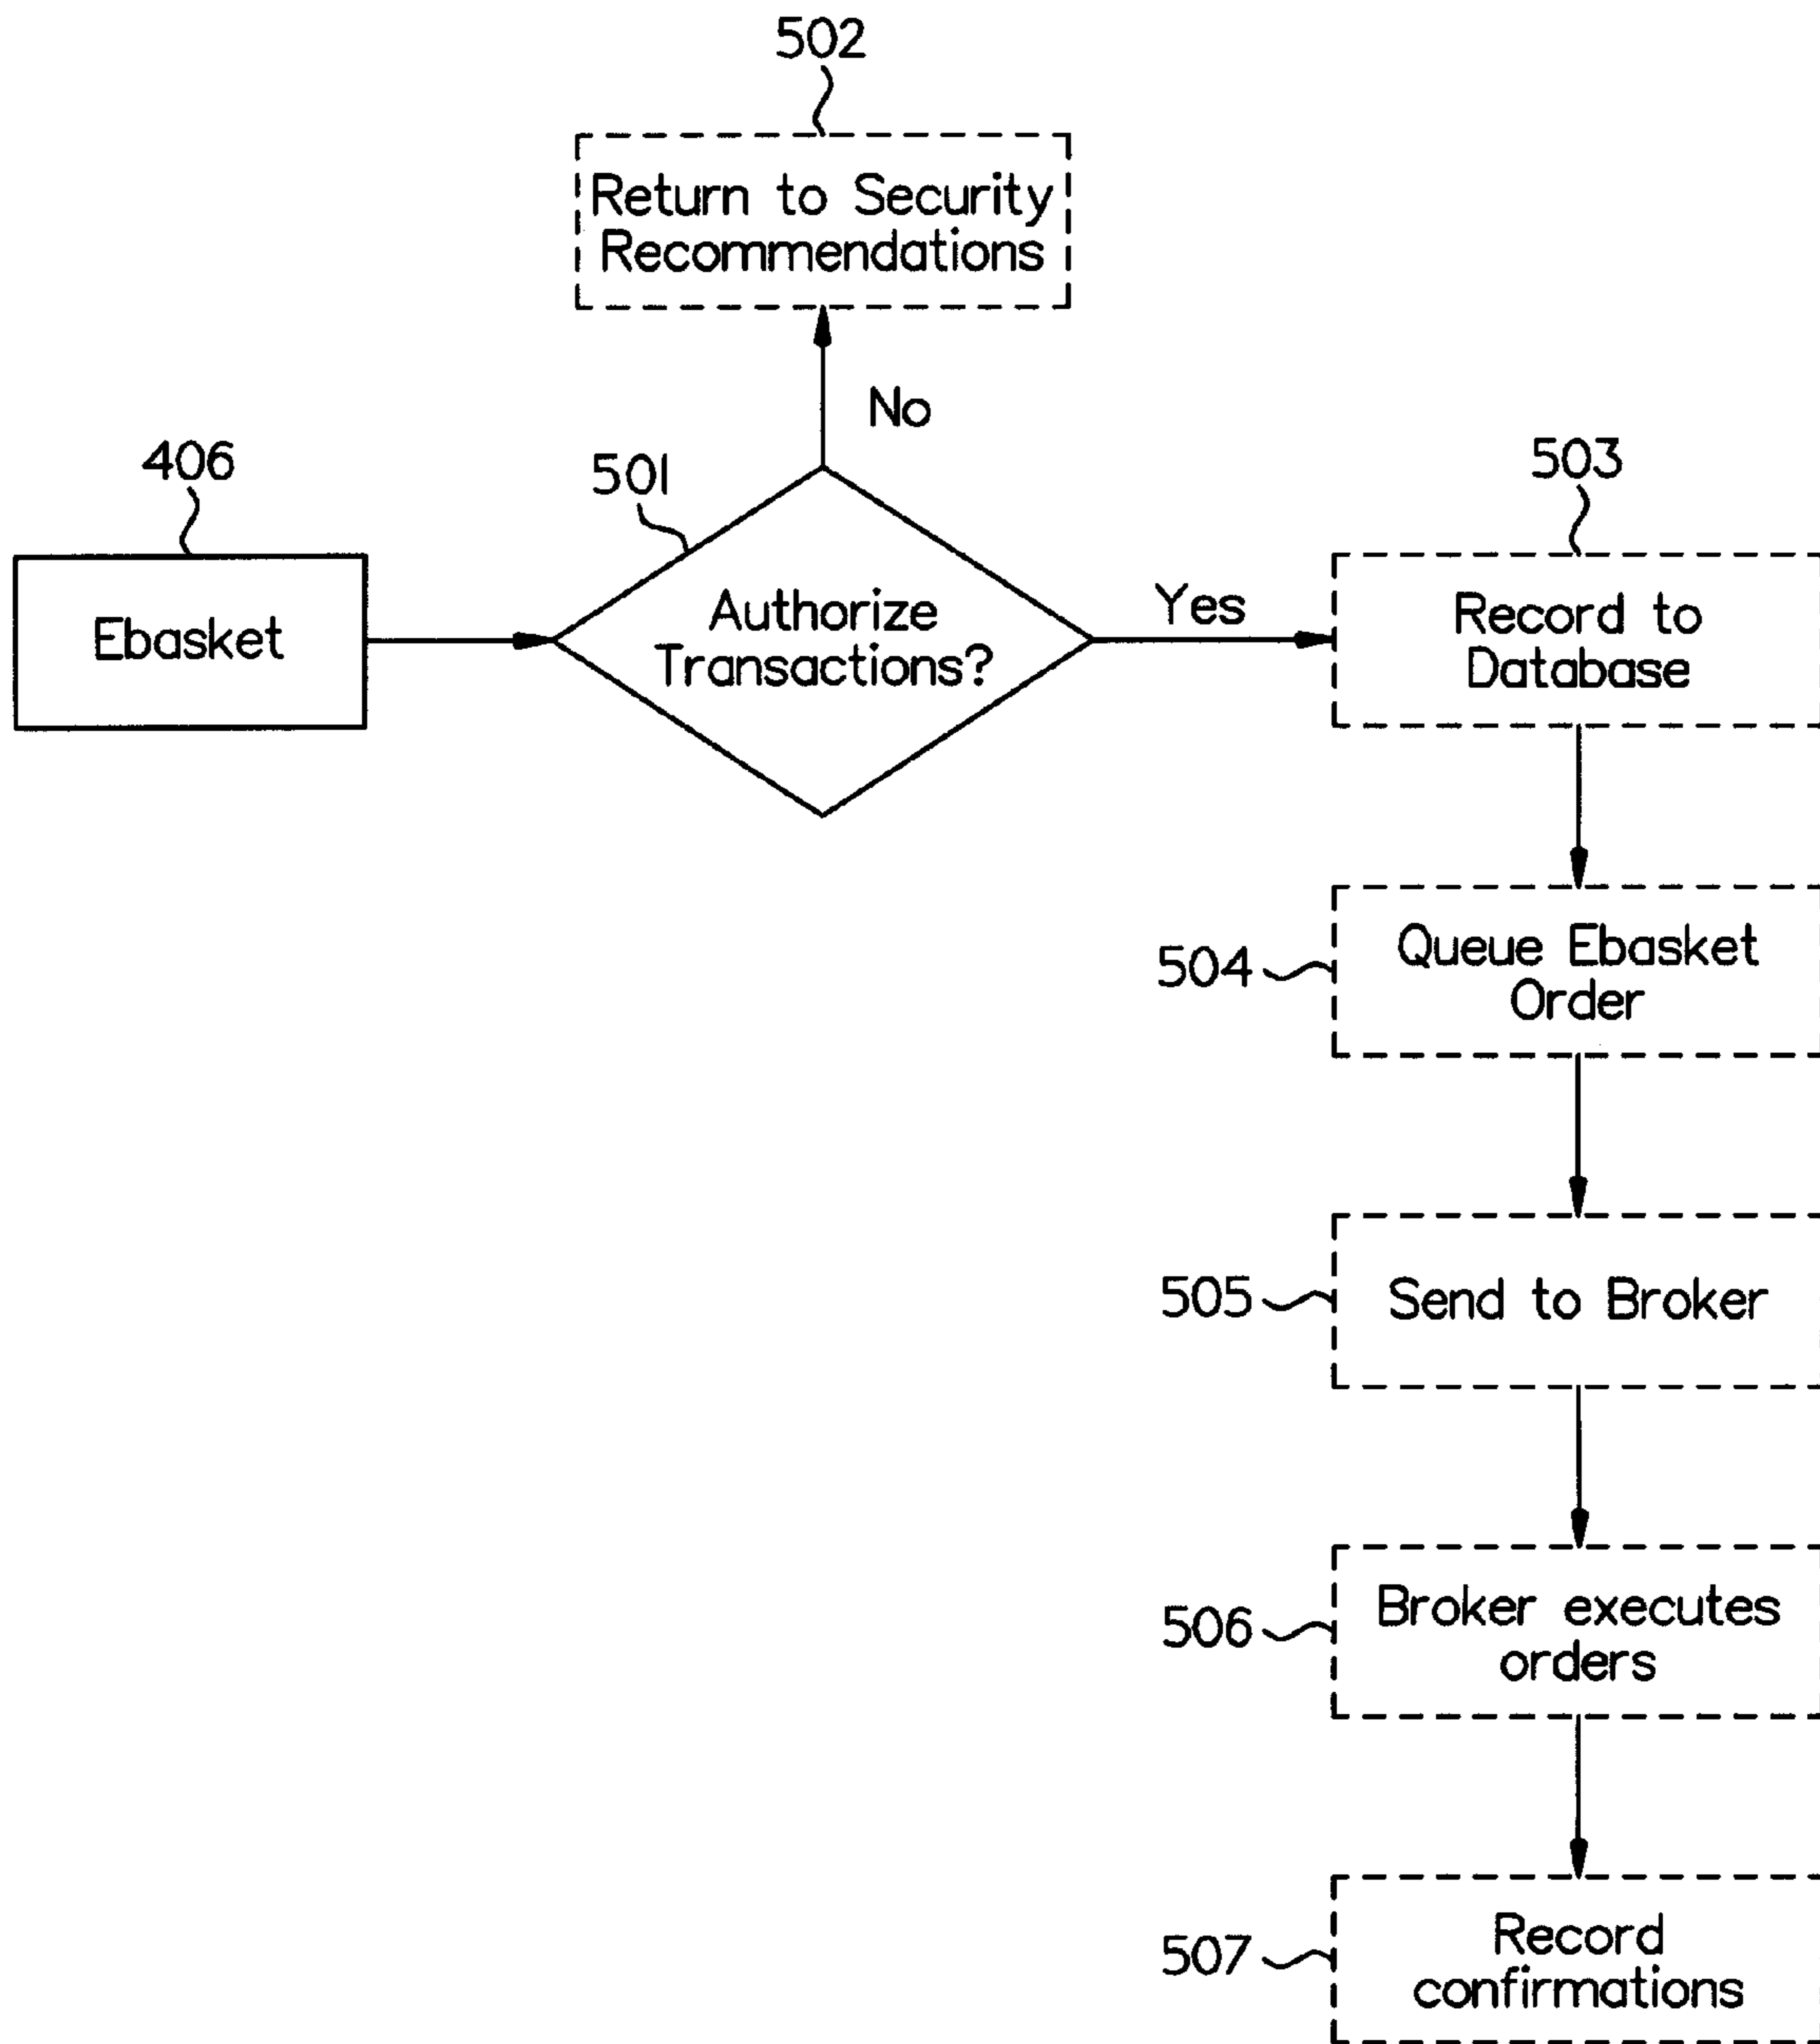 502
Return to Security
Recommendations
No
406
501
503
Ebasket
Authorize
Transactions?
Yes
Record to
Database
504
Queue Ebasket
Order
505
Send to Broker
506
Broker executes
orders
507
Record
confirmations